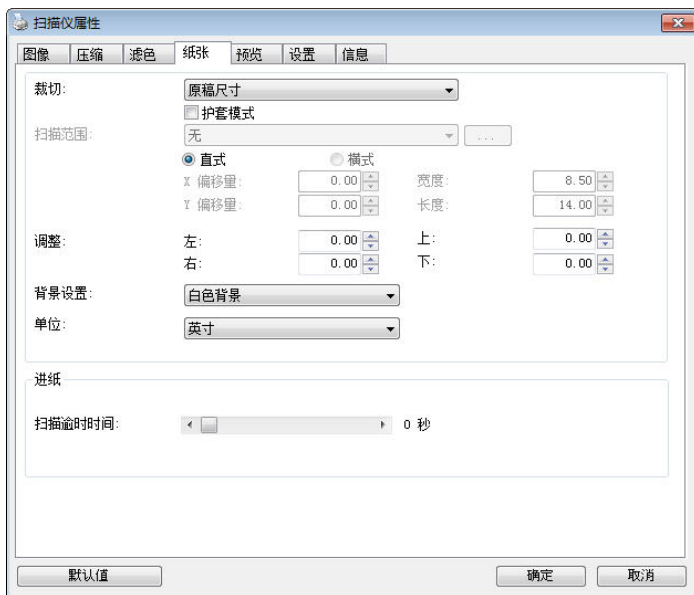 扫描仪属性
图像 压缩 滤色 纸张 预览 设置 信息
裁切: 原稿尺寸
护套模式
扫描范围: 无 ...
直式 横式
X 偏移量: 0.00 宽度: 8.50
Y 偏移量: 0.00 长度: 14.00
调整: 左: 0.00 上: 0.00
右: 0.00 下: 0.00
背景设置: 白色背景
单位: 英寸
进纸
扫描逾时时间: 0 秒
默认值 确定 取消